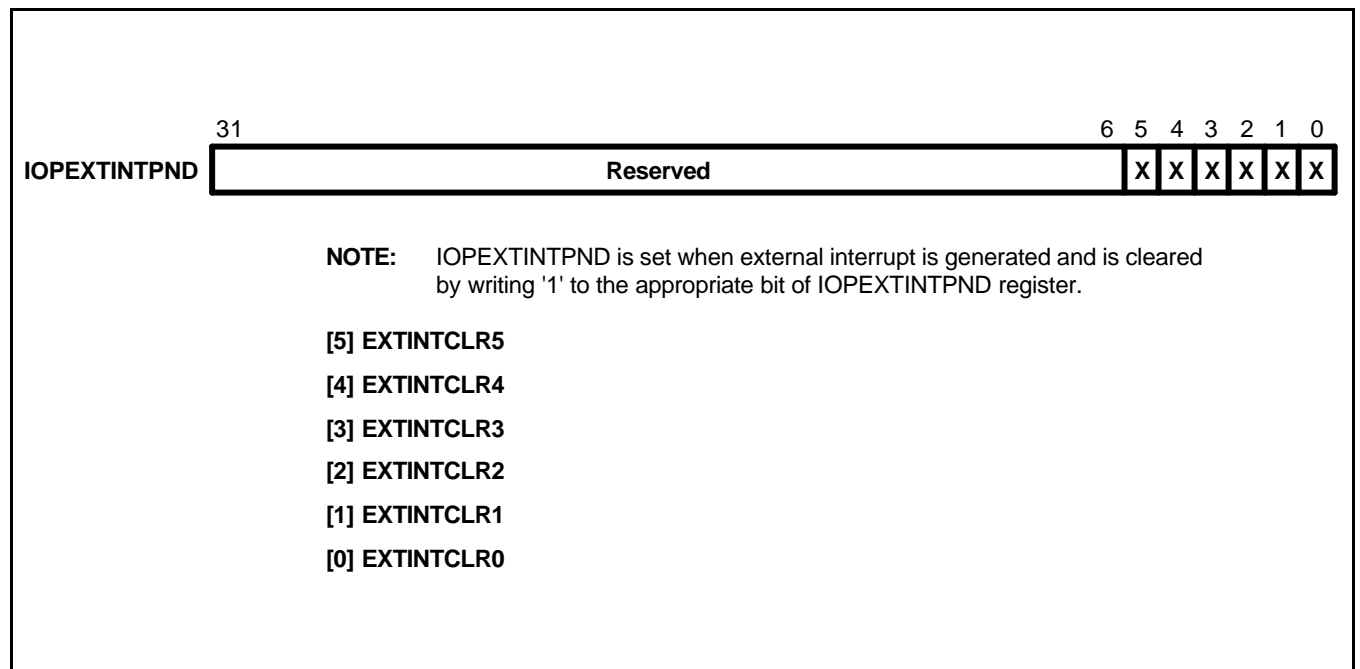 31 6 5 4 3 2 1 0
IOPEXTINTPND Reserved X X X X X X
NOTE: IOPEXTINTPND is set when external interrupt is generated and is cleared
by writing '1' to the appropriate bit of IOPEXTINTPND register.
[5] EXTINTCLR5
[4] EXTINTCLR4
[3] EXTINTCLR3
[2] EXTINTCLR2
[1] EXTINTCLR1
[0] EXTINTCLR0